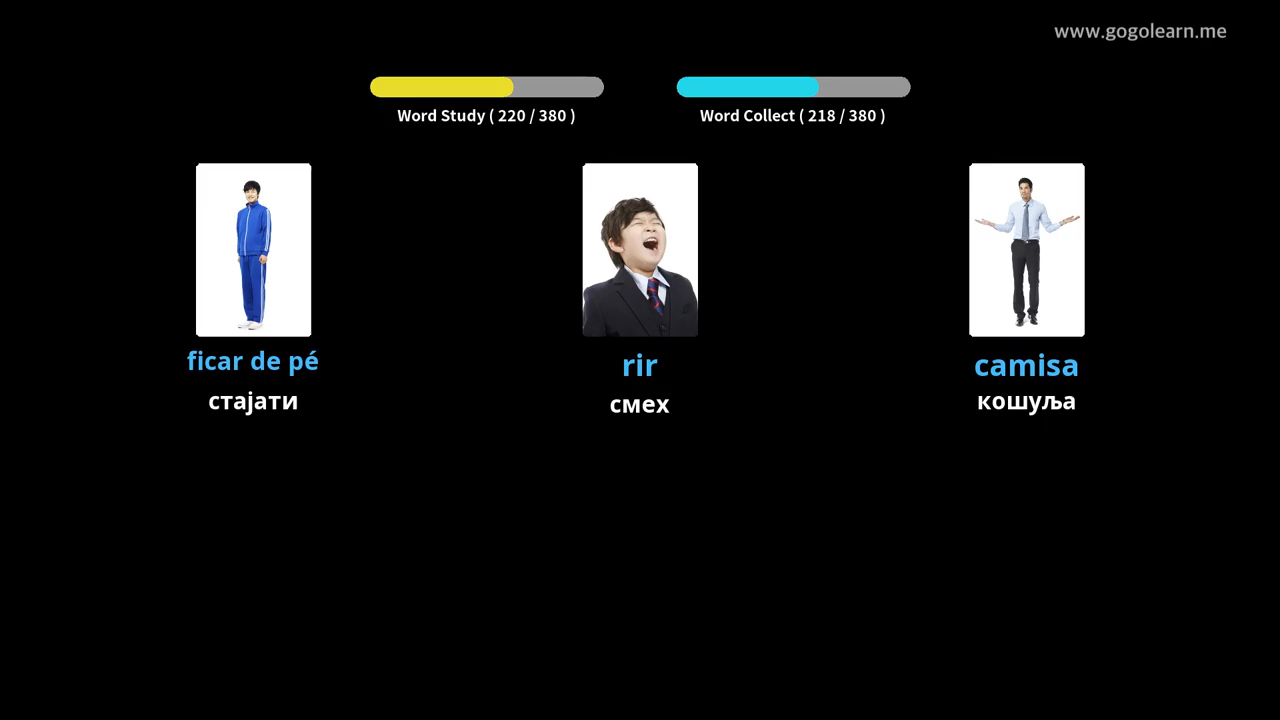 www.gogolearn.me
Word Study ( 220 / 380 )
Word Collect ( 218 / 380 )
ficar de pé
стајати
rir
смех
camisa
кошуља